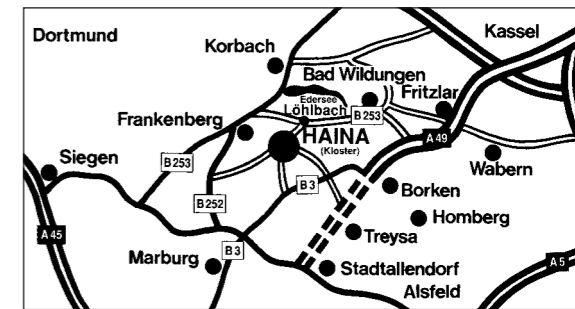 Dortmund
Kassel
Korbach
Bad Wildungen
Edersee
Löhlbach
Fritzlar
B 253
Frankenberg
HAINA
(Kloster)
A 49
Siegen
B 253
Wabern
B 3
Borken
B 252
Homberg
A 45
Treysa
B 3
Marburg
Stadtallendorf
A 5
Alsfeld